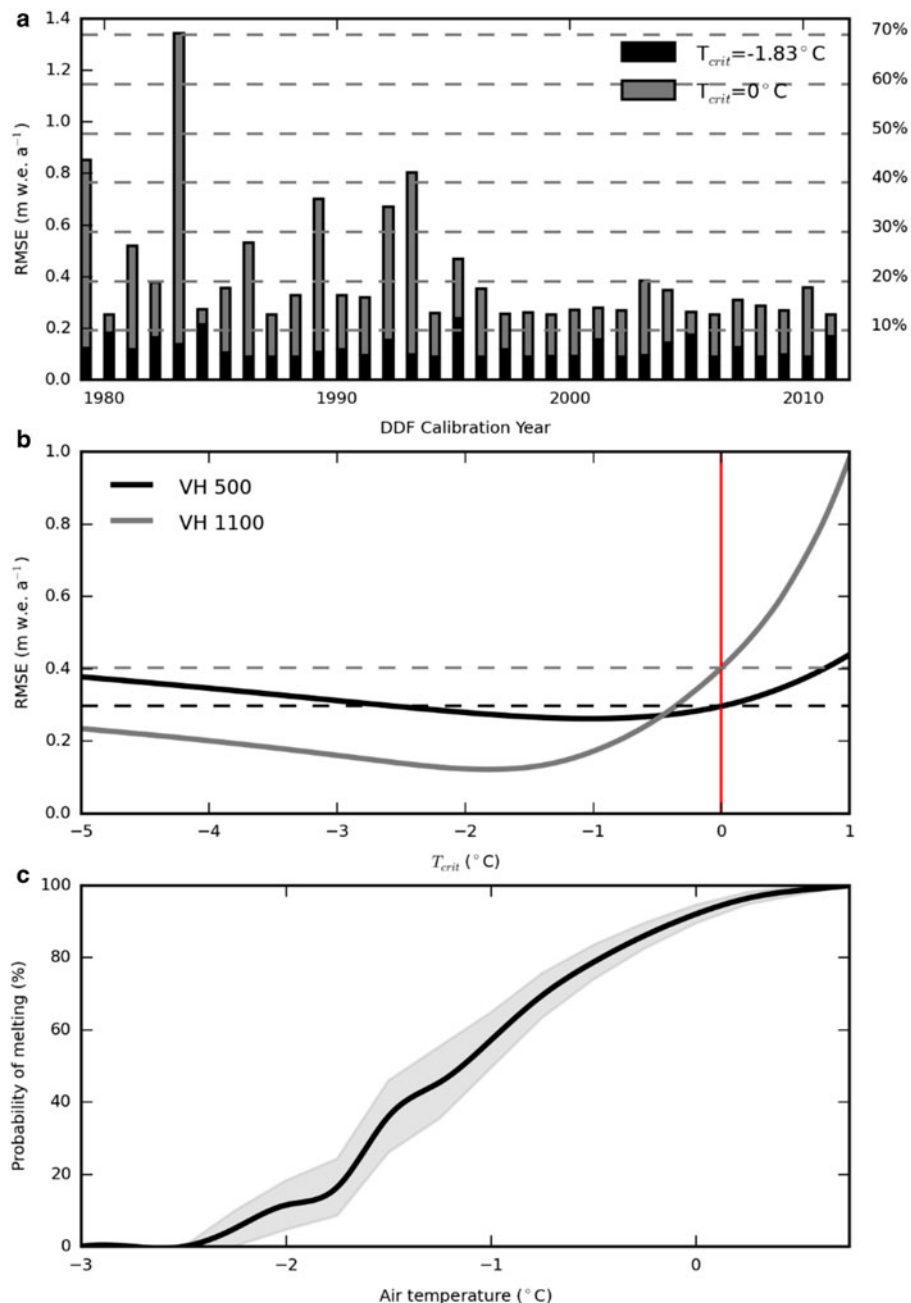 a
1.4
1.2
1.0
0.8
0.6
0.4
0.2
0.0
RMSE (m w.e. a⁻¹)
70%
60%
50%
40%
30%
20%
10%
T_crit=-1.83°C
T_crit=0°C
1980 1990 2000 2010
DDF Calibration Year
b
1.0
0.8
0.6
0.4
0.2
0.0
RMSE (m w.e. a⁻¹)
VH 500
VH 1100
−5 −4 −3 −2 −1 0 1
T_crit (°C)
c
100
80
60
40
20
0
Probability of melting (%)
−3 −2 −1 0
Air temperature (°C)